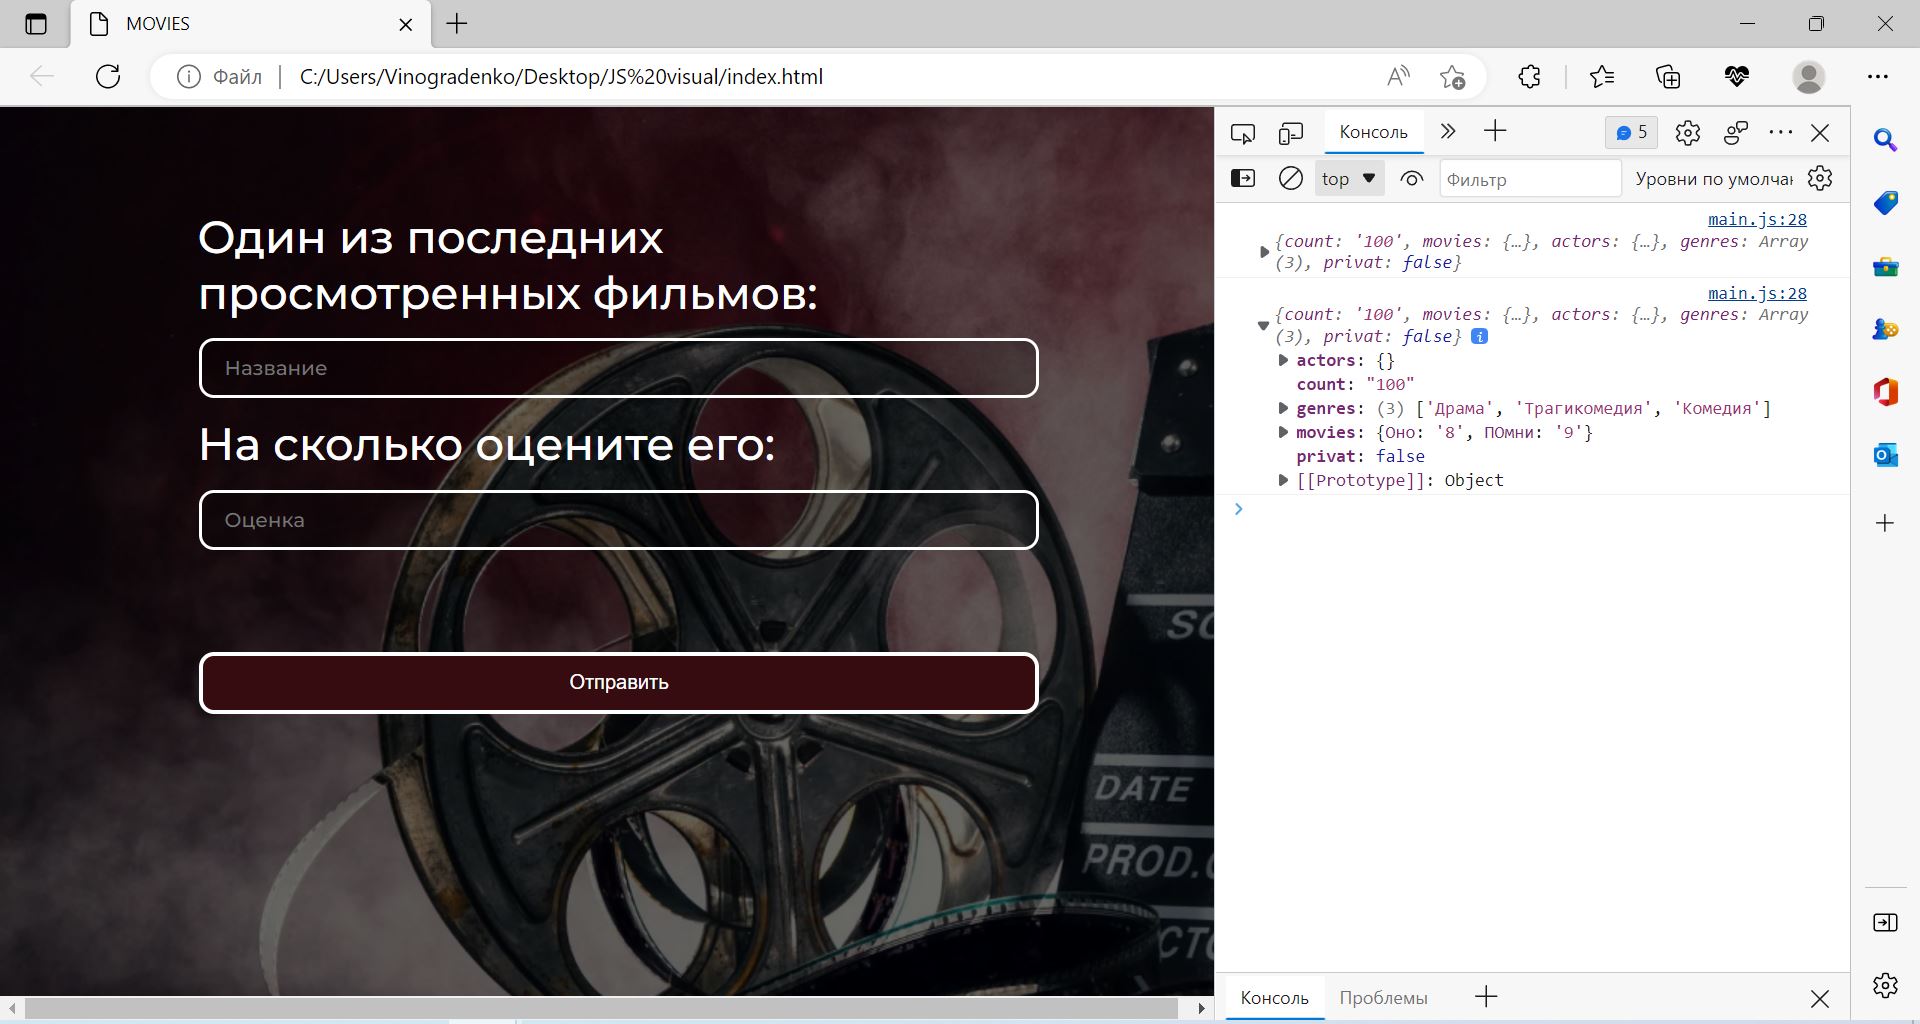 MOVIES
Файл
C:/Users/Vinogradenko/Desktop/JS%20visual/index.html
Один из последних
просмотренных фильмов:
Название
На сколько оцените его:
Оценка
Отправить
SC
DATE
PROD.
Консоль
5
top
Фильтр
Уровни по умолча
main.js:28
{count: '100', movies: {…}, actors: {…}, genres: Array
(3), privat: false}
main.js:28
{count: '100', movies: {…}, actors: {…}, genres: Array
(3), privat: false}
actors: {}
count: "100"
genres: (3) ['Драма', 'Трагикомедия', 'Комедия']
movies: {Оно: '8', ПОмни: '9'}
privat: false
[[Prototype]]: Object
Консоль
Проблемы